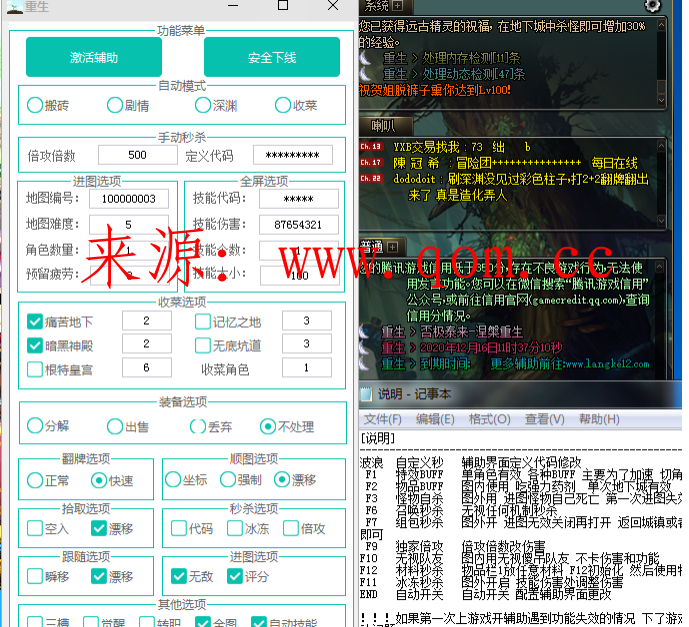 重生
功能菜单
激活辅助
安全下线
自动模式
搬砖
剧情
深渊
收菜
手动秒杀
倍攻倍数
500
定义代码
*********
进图选项
地图编号:
100000003
地图难度:
5
角色数量:
1
预留疲劳:
全屏选项
技能代码:
*****
技能伤害:
87654321
技能个数:
技能大小:
100
收菜选项
痛苦地下
2
记忆之地
3
暗黑神殿
2
无底坑道
3
根特皇宫
6
收菜角色
1
装备选项
分解
出售
丢弃
不处理
翻牌选项
正常
快速
顺图选项
坐标
强制
漂移
拾取选项
空入
漂移
秒杀选项
代码
冰冻
倍攻
跟随选项
瞬移
漂移
进图选项
无敌
评分
其他选项
三槽
觉醒
转职
全图
自动技能
系统
您已获得远古精灵的祝福, 在地下城中杀怪即可增加30%
的经验。
重生 > 处理内存检测[11]条
重生 > 处理动态检测[47]条
祝贺姐脱裤子重你达到Lv100!
喇叭
Ch.19 YXB交易找我:73 绌 b
Ch.17 陳 冠 希 :冒险团+++++++++++++++ 每日在线
Ch.22 dododoit:刷深渊没见过彩色柱子,打2+2翻牌翻出
来了 真是造化弄人
普通
您的腾讯游戏信用低于350分,存在不良游戏行为,无法使
用友 功能。您可以在微信搜索“腾讯游戏信用”
公众号,或前往信用官网(gamecredit.qq.com),查询
信用分情况。
重生 > 否极泰来-涅槃重生
重生 > 2020年12月16日11时37分10秒
重生 > 到期时间: 更多辅助前往:www.langke12.com
来源: www.qom.cc
说明 - 记事本
文件(F) 编辑(E) 格式(O) 查看(V) 帮助(H)
[说明]
波浪 自定义秒 辅助界面定义代码修改
F1 特效BUFF 单角色有效 各种BUFF 主要为了加速 切角
F2 物品BUFF 图内使用 吃强力药剂 单次地下城有效
F3 怪物自杀 图外用 进图怪物自己死亡 第一次进图失效
F6 召唤秒杀 无视任何机制秒杀
F7 组包秒杀 图外开 进图无效关闭再打开 返回城镇或者
即可
F9 独家倍攻 倍攻倍数改伤害
F10 无视队友 图内用无视傻吊队友 不卡伤害和功能
F12 材料秒杀 物品栏1放任意材料 F12初始化 然后使用物
F11 冰冻秒杀 图外开启 技能伤害处调整伤害
END 自动开关 自动开关 配置辅助界面更改
!!!如果第一次上游戏开辅助遇到功能失效的情况 下了游戏